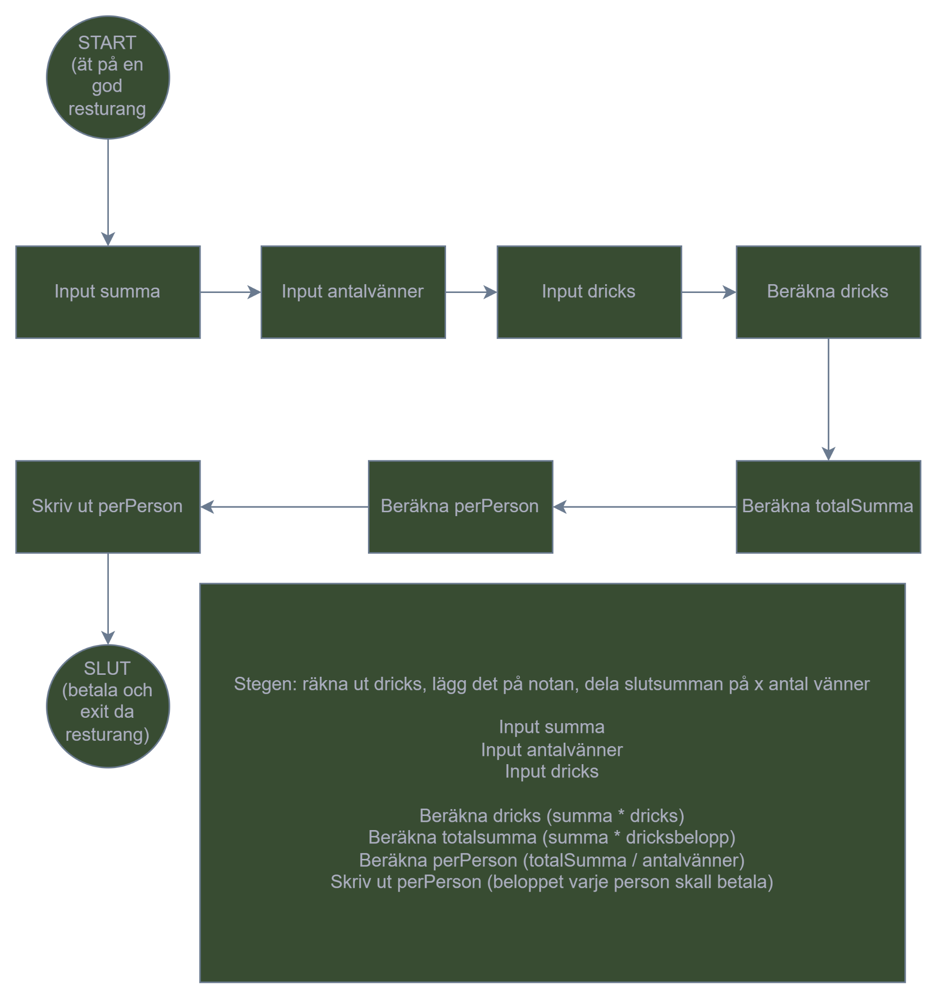 START
(ät på en
god
resturang
Input summa
Input antalvänner
Input dricks
Beräkna dricks
Beräkna totalSumma
Beräkna perPerson
Skriv ut perPerson
SLUT
(betala och
exit da
resturang)
Stegen: räkna ut dricks, lägg det på notan, dela slutsumman på x antal vänner
Input summa
Input antalvänner
Input dricks
Beräkna dricks (summa * dricks)
Beräkna totalsumma (summa * dricksbelopp)
Beräkna perPerson (totalSumma / antalvänner)
Skriv ut perPerson (beloppet varje person skall betala)